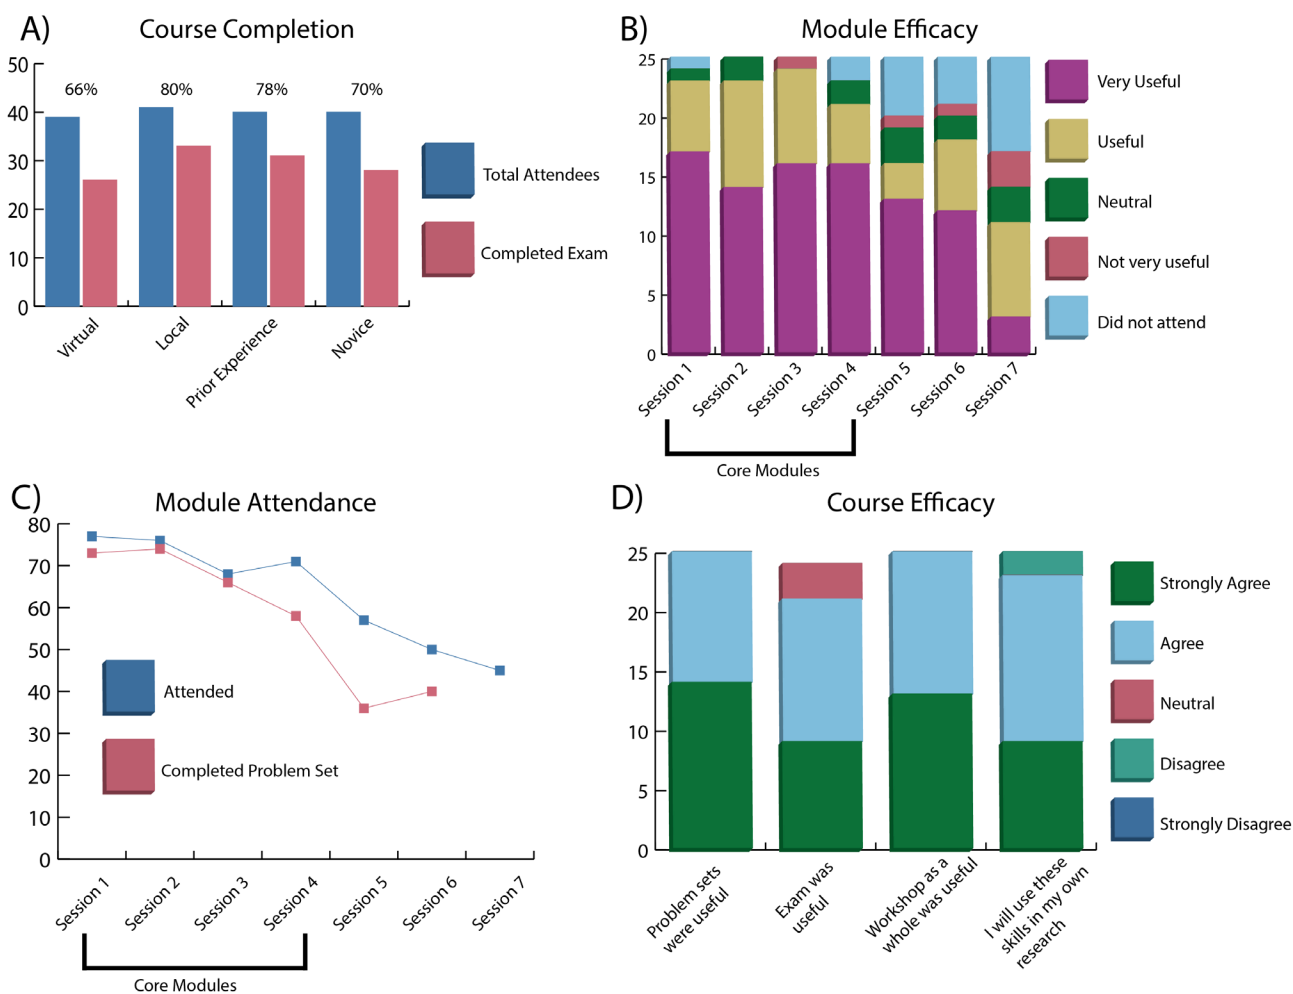 A)
Course Completion
50
40
30
20
10
0
66%
80%
78%
70%
Virtual
Local
Prior Experience
Novice
Total Attendees
Completed Exam
B)
Module Efficacy
25
20
15
10
5
0
Session 1
Session 2
Session 3
Session 4
Session 5
Session 6
Session 7
Core Modules
Very Useful
Useful
Neutral
Not very useful
Did not attend
C)
Module Attendance
80
70
60
50
40
30
20
10
0
Attended
Completed Problem Set
Session 1
Session 2
Session 3
Session 4
Session 5
Session 6
Session 7
Core Modules
D)
Course Efficacy
25
20
15
10
5
0
Problem sets
were useful
Exam was
useful
Workshop as a
whole was useful
I will use these
skills in my own
research
Strongly Agree
Agree
Neutral
Disagree
Strongly Disagree